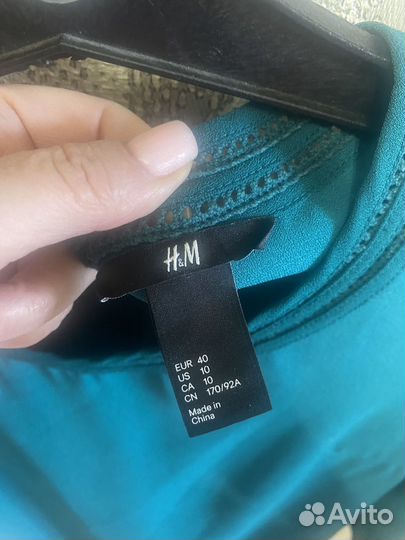 H&M
EUR 40
US 10
CA 10
CN 170/92A
Made in
China
Avito